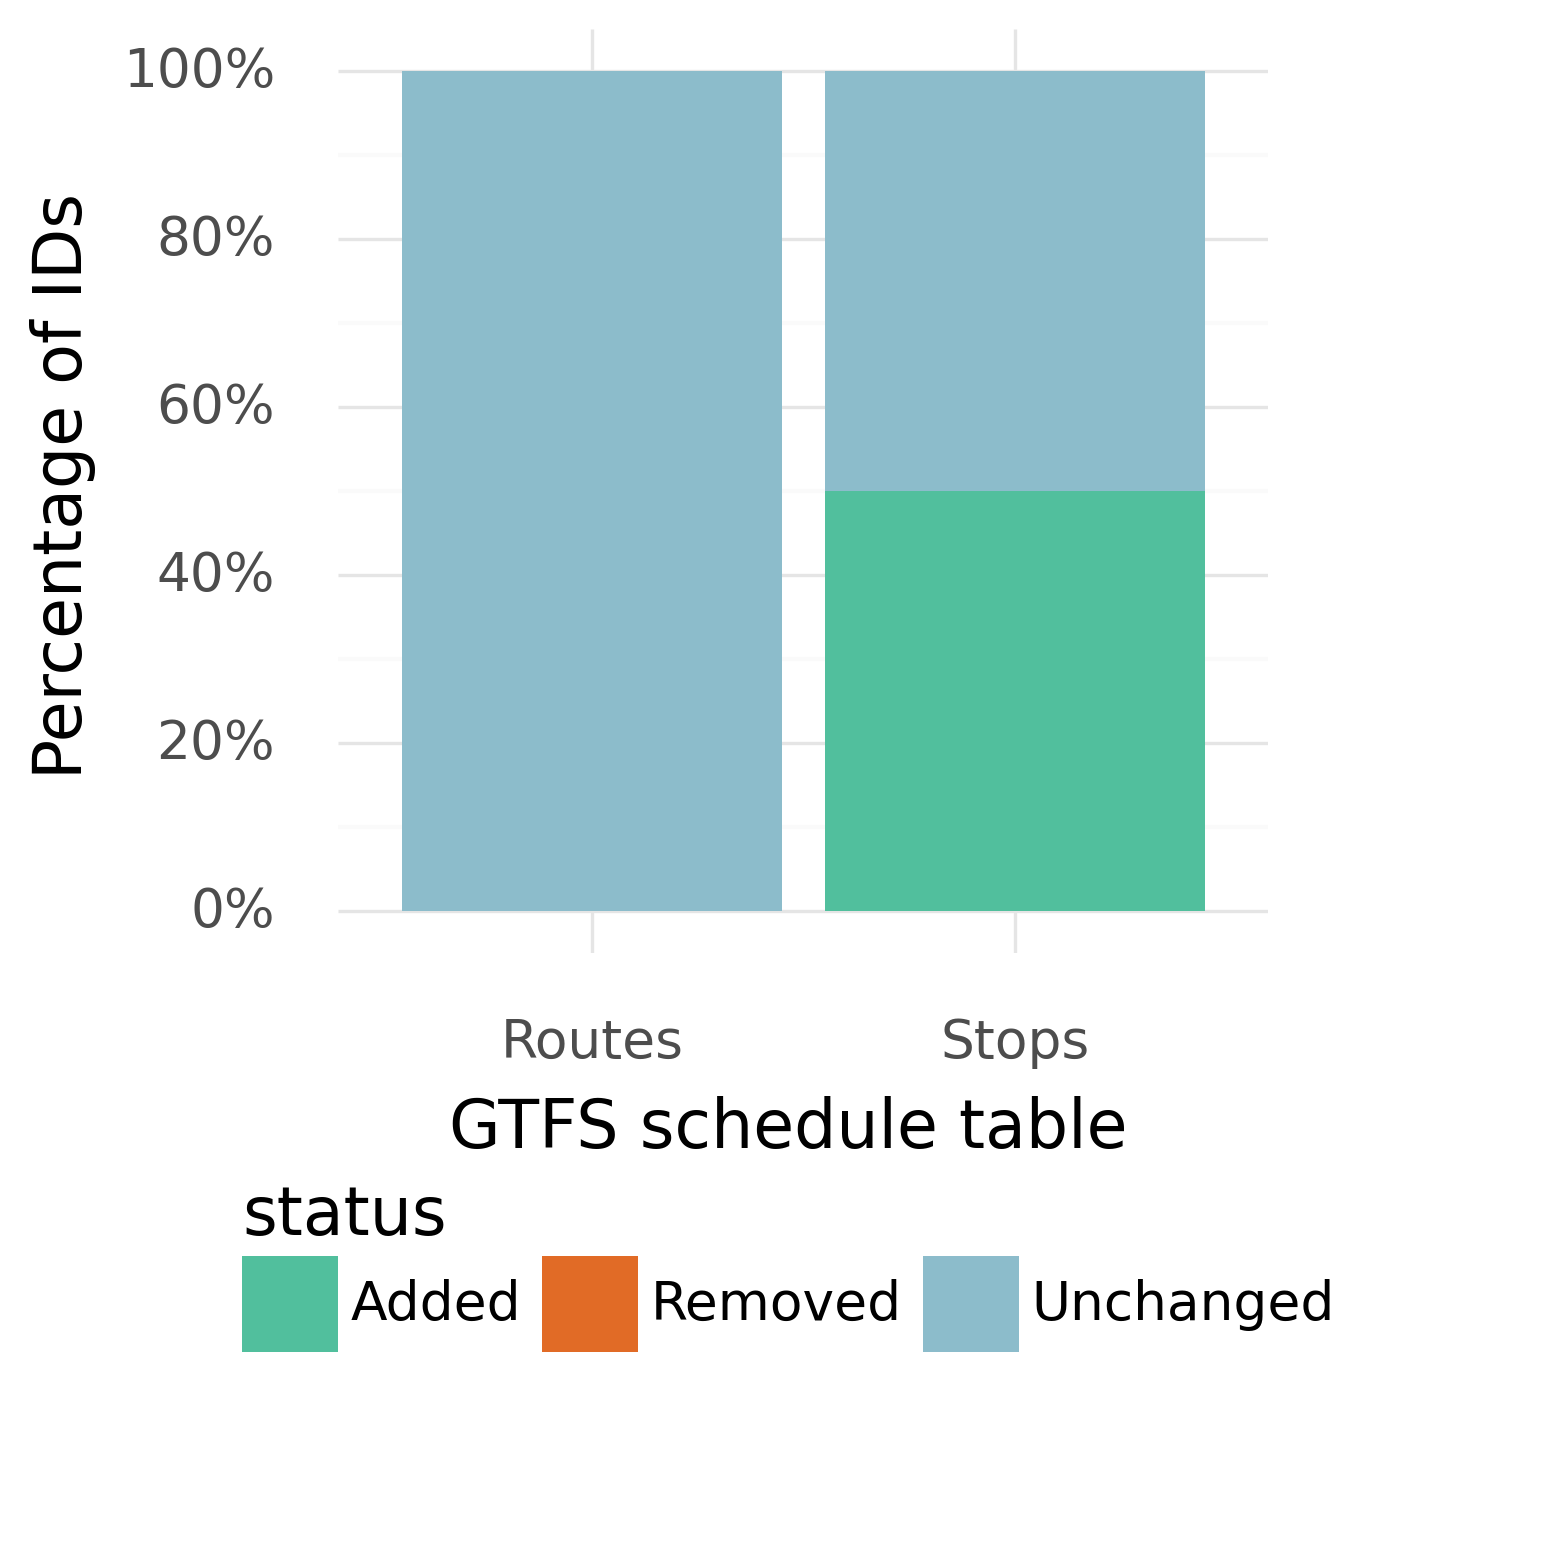 100%
80%
60%
40%
20%
0%
Percentage of IDs
Routes Stops
GTFS schedule table
status
Added Removed Unchanged